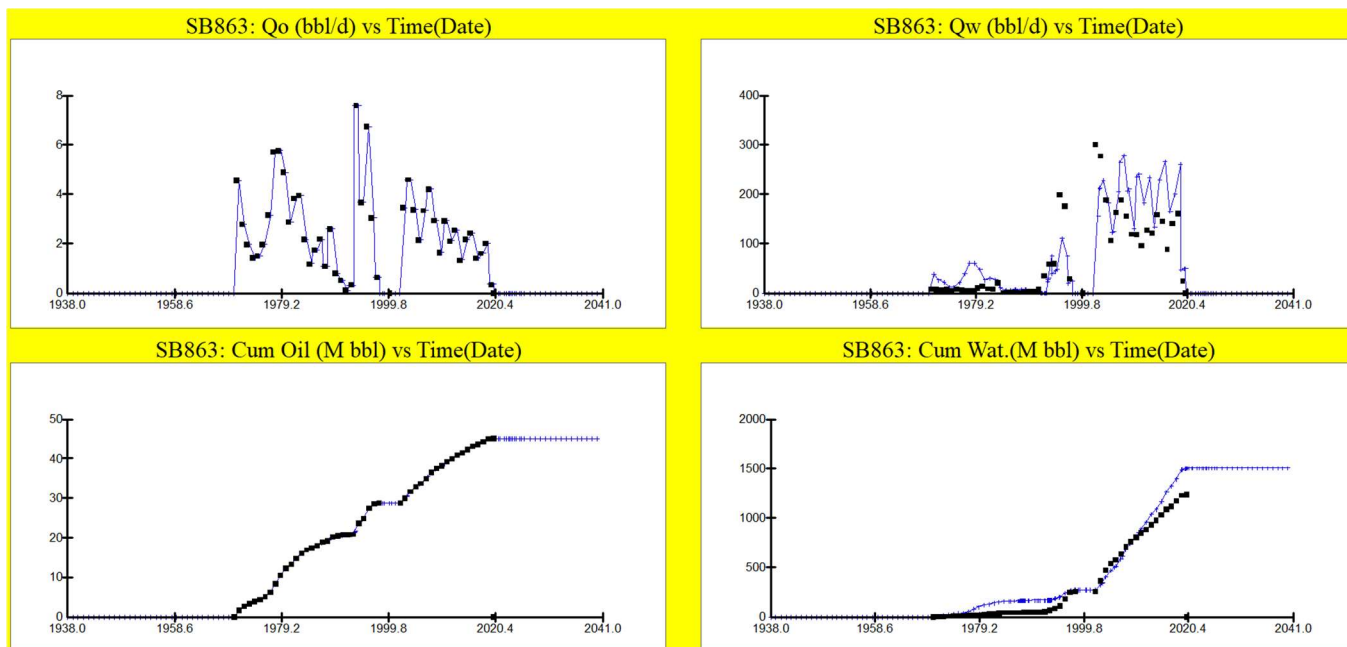 SB863: Qo (bbl/d) vs Time(Date)
8
6
4
2
0
1938.0 1958.6 1979.2 1999.8 2020.4 2041.0
SB863: Qw (bbl/d) vs Time(Date)
400
300
200
100
0
1938.0 1958.6 1979.2 1999.8 2020.4 2041.0
SB863: Cum Oil (M bbl) vs Time(Date)
50
40
30
20
10
0
1938.0 1958.6 1979.2 1999.8 2020.4 2041.0
SB863: Cum Wat.(M bbl) vs Time(Date)
2000
1500
1000
500
0
1938.0 1958.6 1979.2 1999.8 2020.4 2041.0